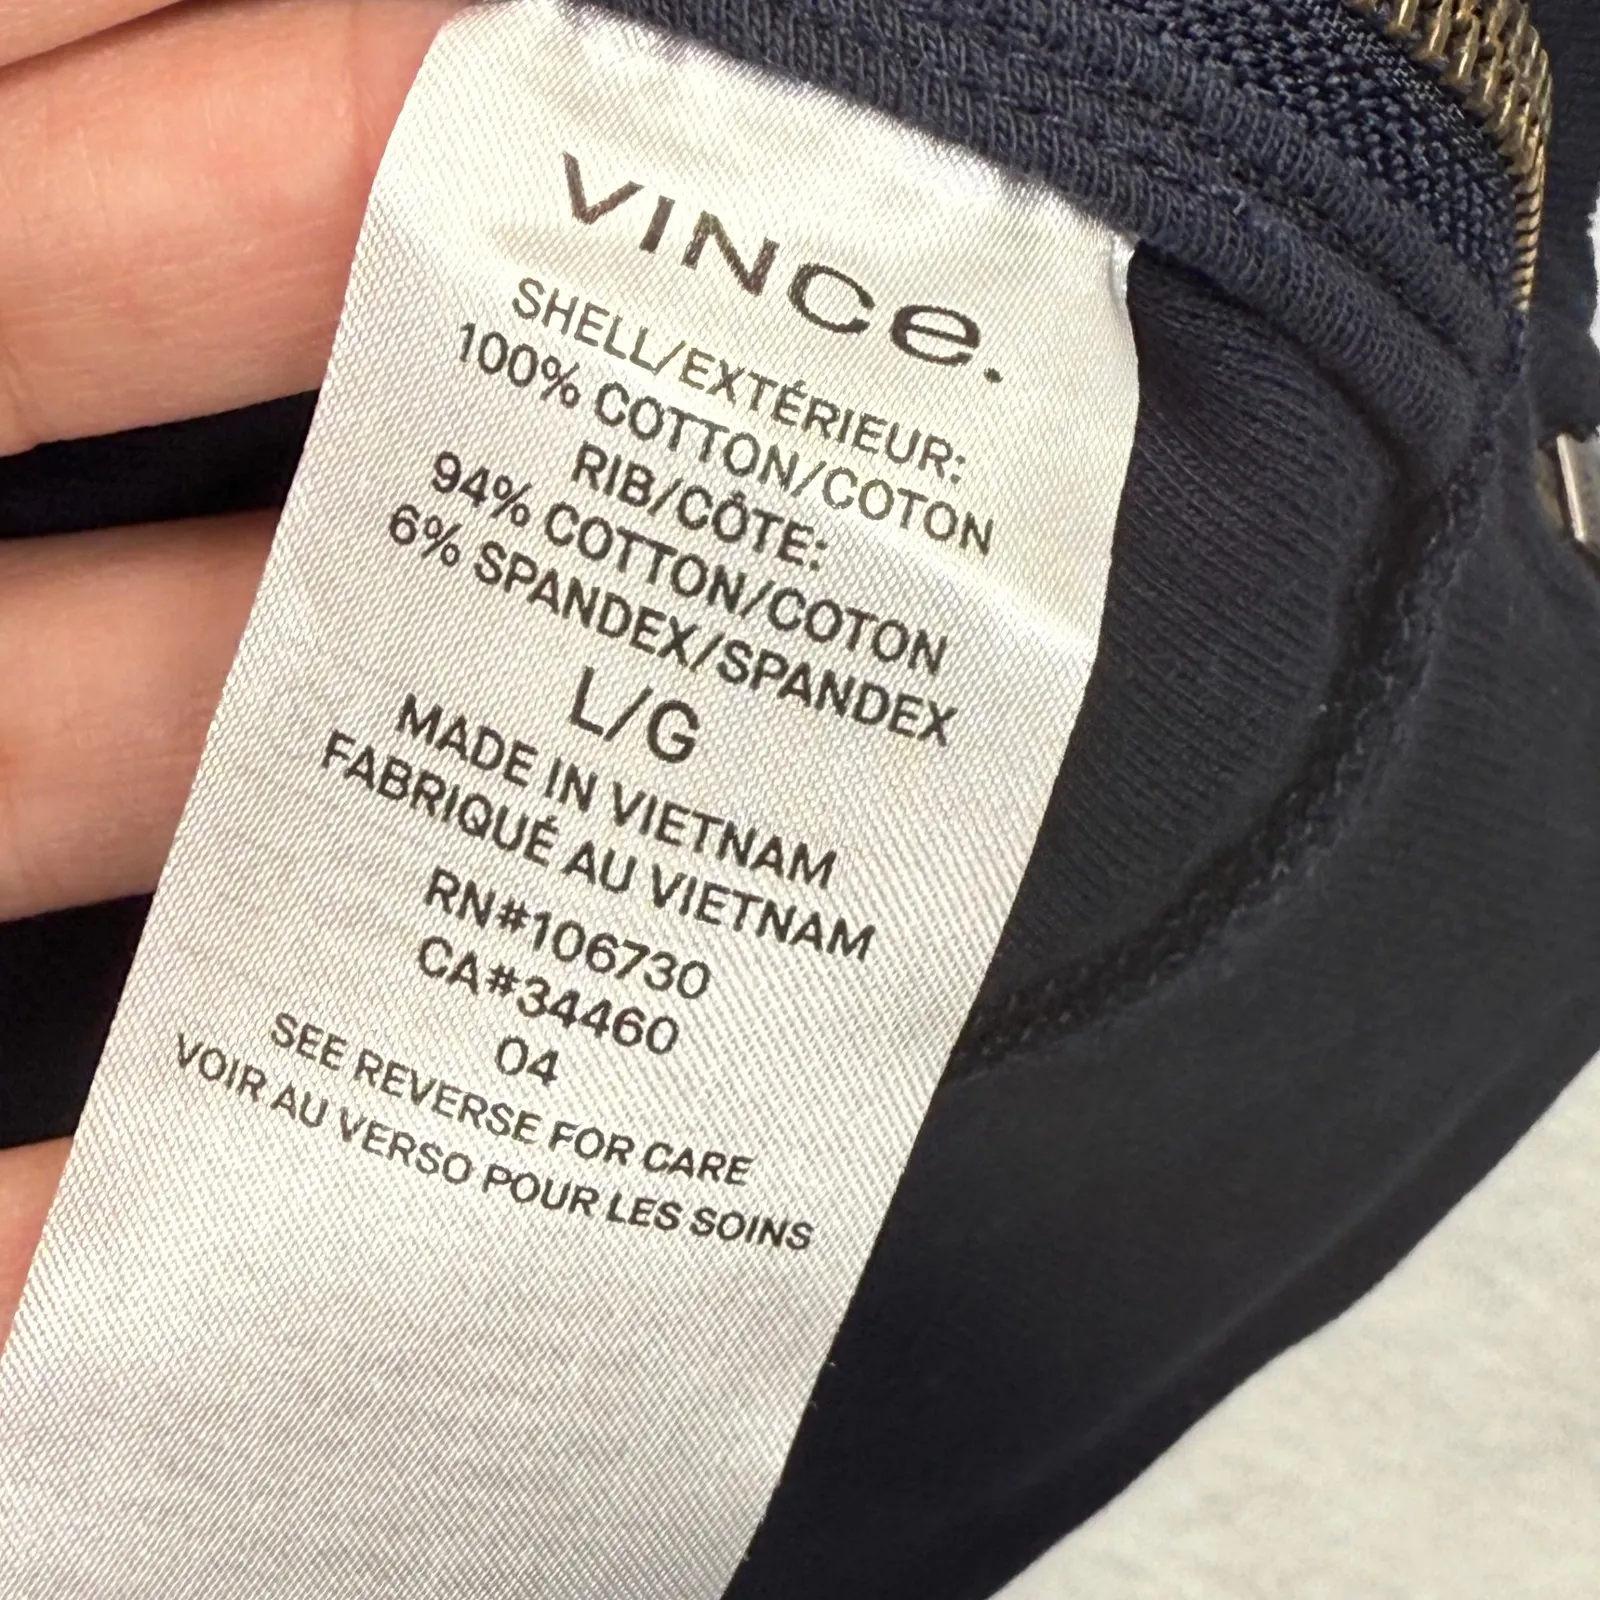 VINCe.
SHELL/EXTÉRIEUR:
100% COTTON/COTON
RIB/CÔTE:
94% COTTON/COTON
6% SPANDEX/SPANDEX
L/G
MADE IN VIETNAM
FABRIQUÉ AU VIETNAM
RN#106730
CA#34460
04
SEE REVERSE FOR CARE
VOIR AU VERSO POUR LES SOINS